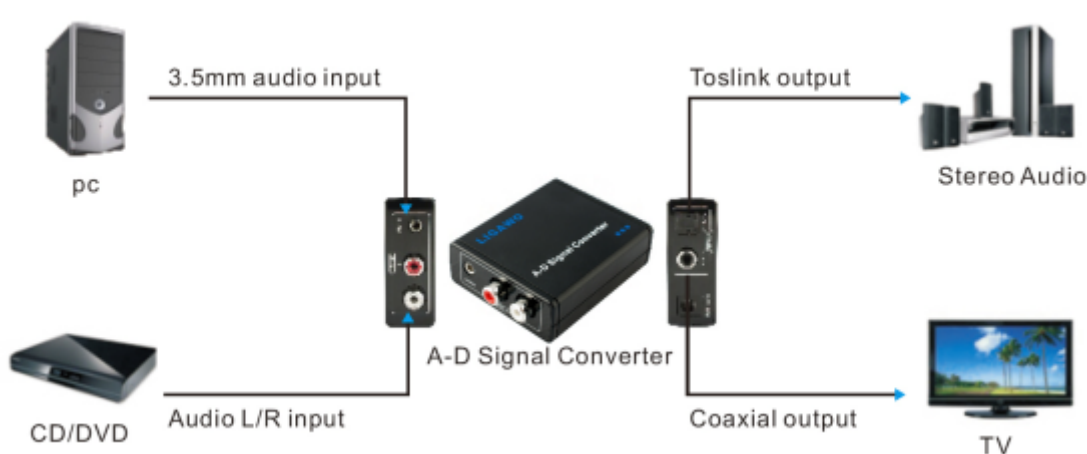 3.5mm audio input
Toslink output
pc
Stereo Audio
LIGAWO
A-D Signal Converter
A-D Signal Converter
CD/DVD
Audio L/R input
Coaxial output
TV